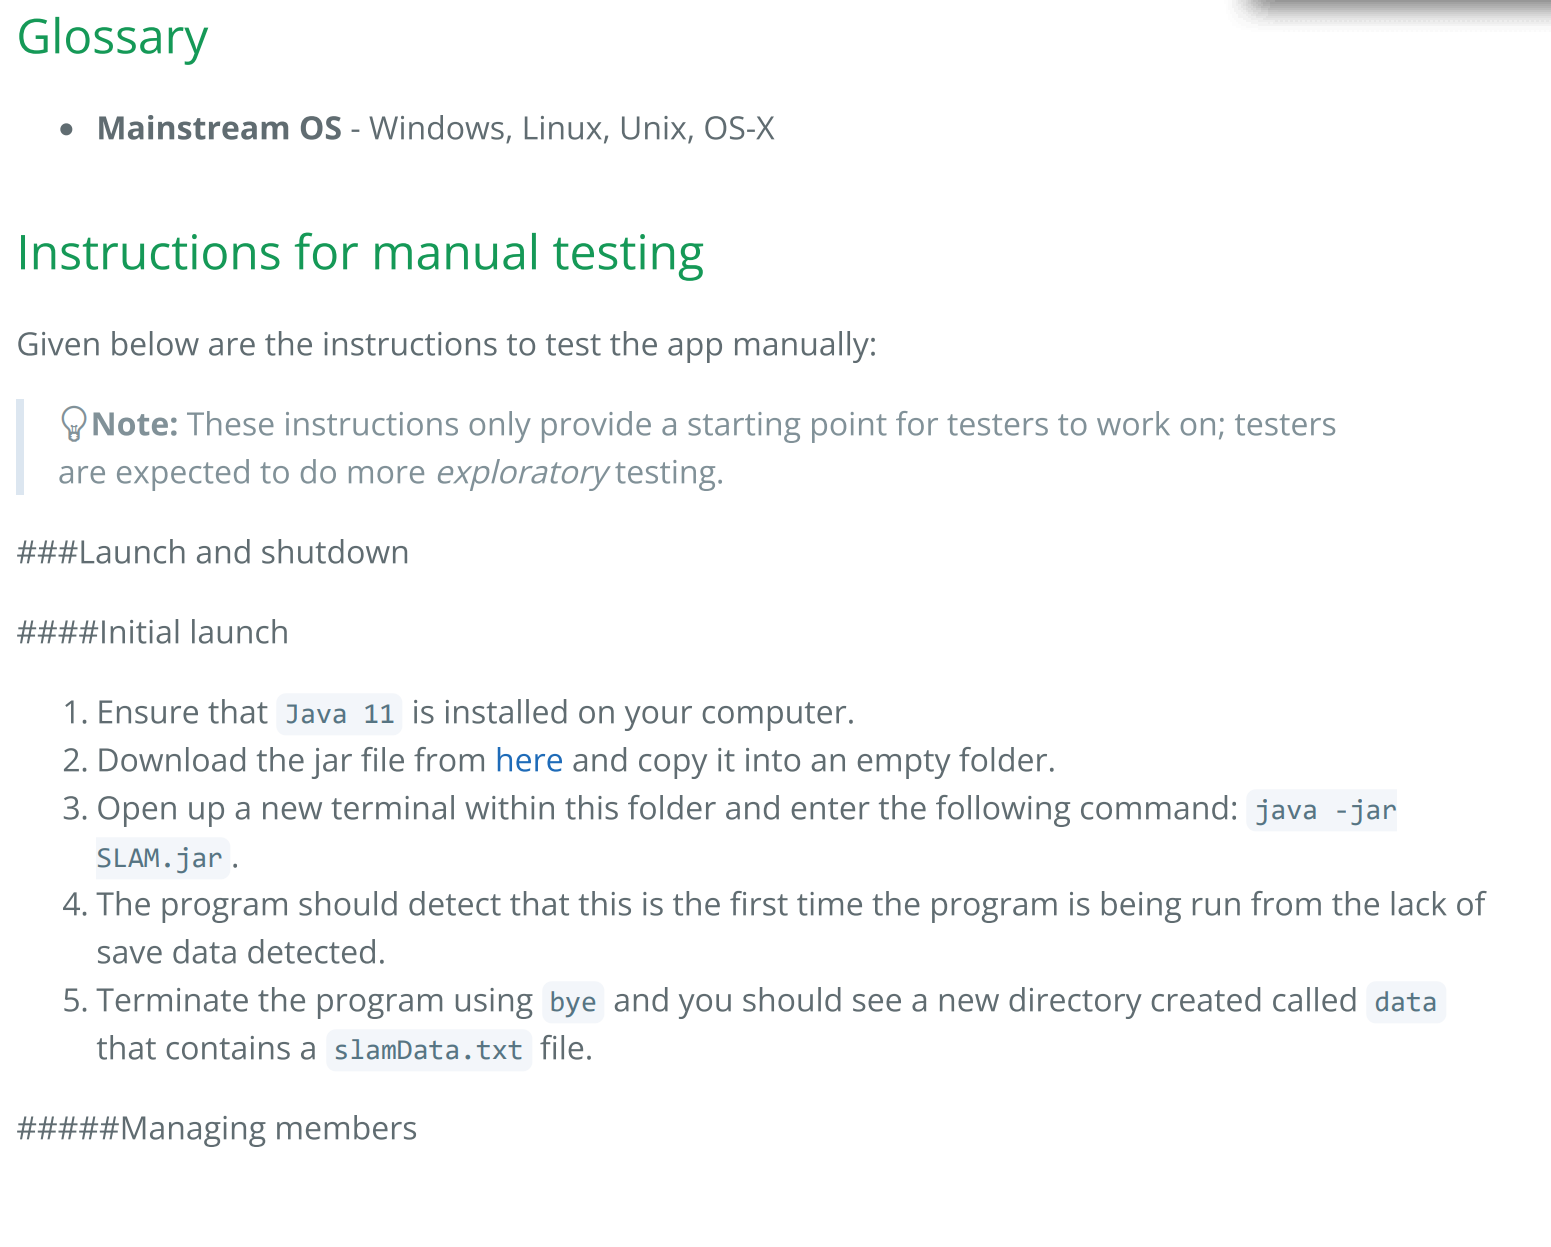 Glossary
• Mainstream OS - Windows, Linux, Unix, OS-X
Instructions for manual testing
Given below are the instructions to test the app manually:
Note: These instructions only provide a starting point for testers to work on; testers
are expected to do more exploratory testing.
###Launch and shutdown
####Initial launch
1. Ensure that Java 11 is installed on your computer.
2. Download the jar file from here and copy it into an empty folder.
3. Open up a new terminal within this folder and enter the following command: java -jar
SLAM.jar.
4. The program should detect that this is the first time the program is being run from the lack of
save data detected.
5. Terminate the program using bye and you should see a new directory created called data
that contains a slamData.txt file.
#####Managing members